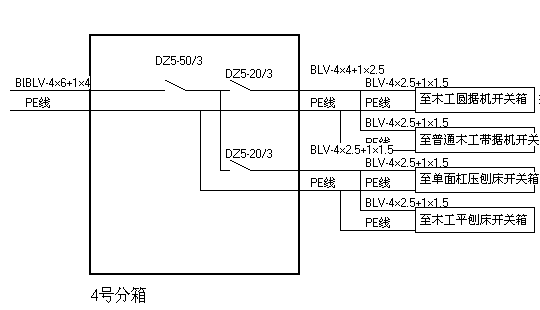 DZ5-50/3
DZ5-20/3
BLV-4×4+1×2.5
BlBLV-4×6+1×4
BLV-4×2.5+1×1.5
PE线
PE线
PE线
至木工圆据机开关箱
BLV-4×2.5+1×1.5
至普通木工带据机开关
DZ5-20/3
BLV-4×2.5+1×1.5
BLV-4×2.5+1×1.5
PE线
PE线
至单面杠压刨床开关箱
BLV-4×2.5+1×1.5
PE线
至木工平刨床开关箱
4号分箱